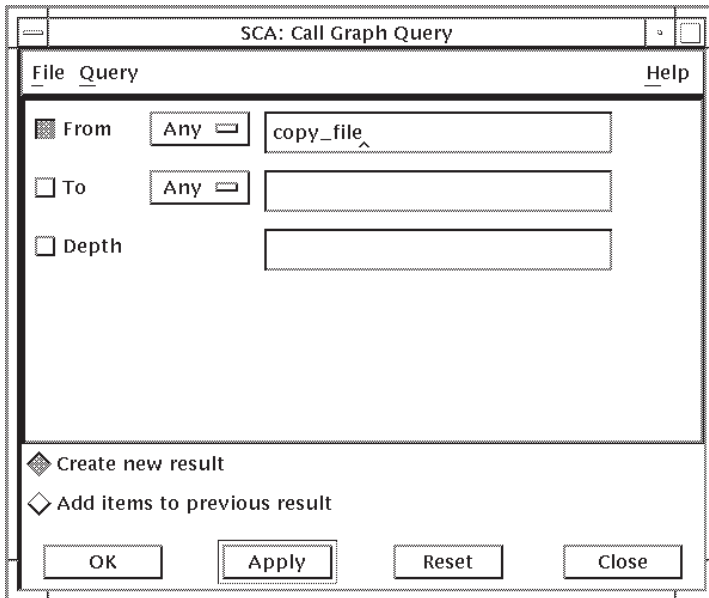 SCA: Call Graph Query
File Query Help
From Any copy_file
To Any
Depth
Create new result
Add items to previous result
OK Apply Reset Close